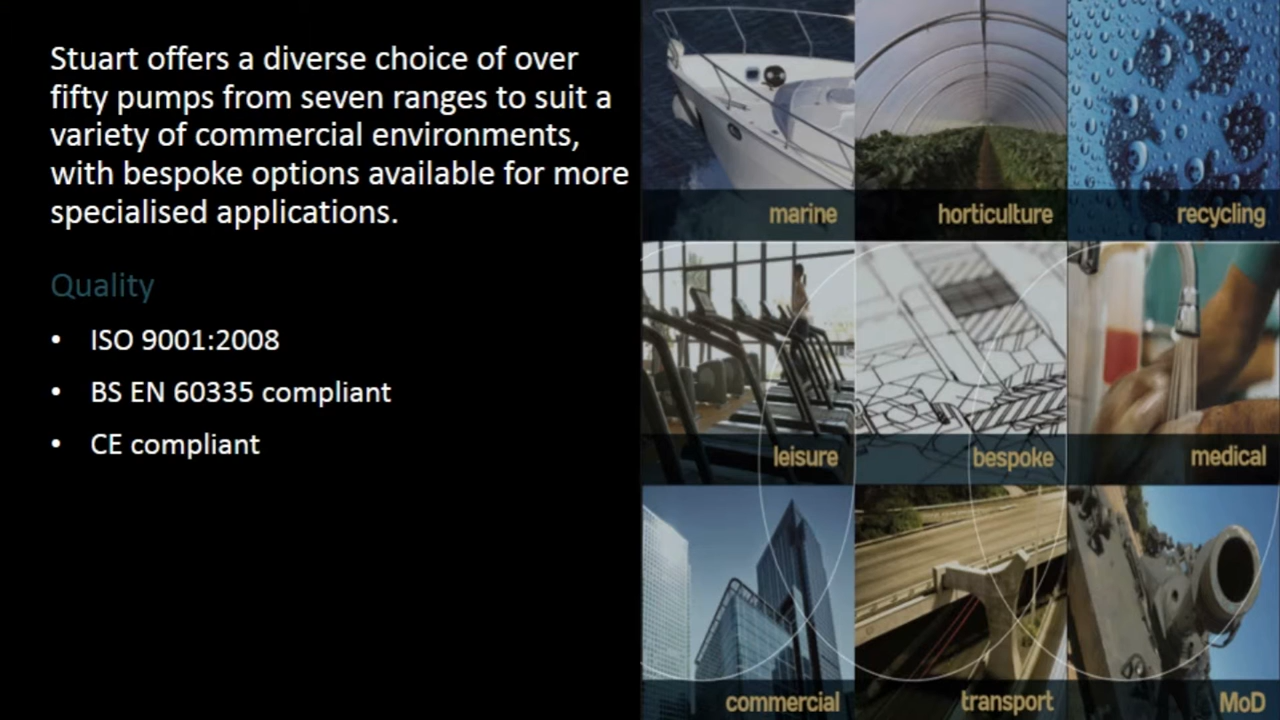 Stuart offers a diverse choice of over
fifty pumps from seven ranges to suit a
variety of commercial environments,
with bespoke options available for more
specialised applications.
Quality
• ISO 9001:2008
• BS EN 60335 compliant
• CE compliant
marine
horticulture
recycling
leisure
bespoke
medical
commercial
transport
MoD